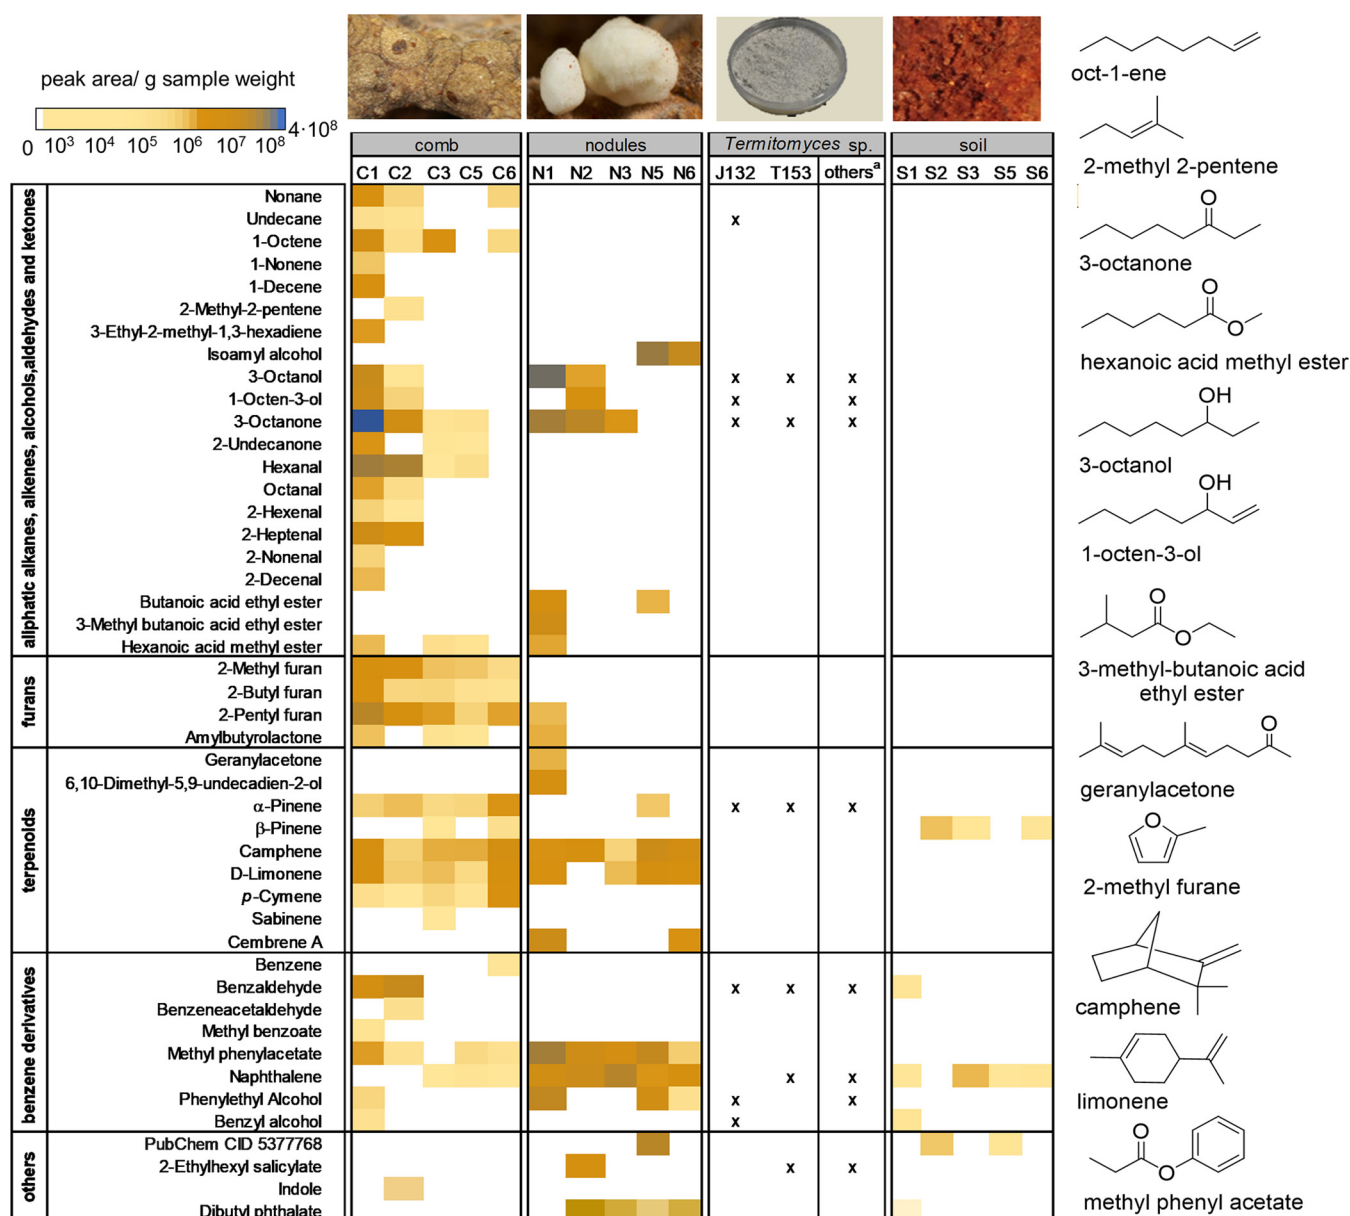 peak area/ g sample weight
0 10³ 10⁴ 10⁵ 10⁶ 10⁷ 10⁸ 4·10⁸
comb nodules Termitomyces sp. soil
C1 C2 C3 C5 C6 N1 N2 N3 N5 N6 J132 T153 othersᵃ S1 S2 S3 S5 S6
aliphatic alkanes, alkenes, alcohols,aldehydes and ketones
Nonane
Undecane x
1-Octene
1-Nonene
1-Decene
2-Methyl-2-pentene
3-Ethyl-2-methyl-1,3-hexadiene
Isoamyl alcohol
3-Octanol x x x
1-Octen-3-ol x x
3-Octanone x x x
2-Undecanone
Hexanal
Octanal
2-Hexenal
2-Heptenal
2-Nonenal
2-Decenal
Butanoic acid ethyl ester
3-Methyl butanoic acid ethyl ester
Hexanoic acid methyl ester
furans
2-Methyl furan
2-Butyl furan
2-Pentyl furan
Amylbutyrolactone
terpenoids
Geranylacetone
6,10-Dimethyl-5,9-undecadien-2-ol
α-Pinene x x x
β-Pinene
Camphene
D-Limonene
p-Cymene
Sabinene
Cembrene A
benzene derivatives
Benzene
Benzaldehyde x x x
Benzeneacetaldehyde
Methyl benzoate
Methyl phenylacetate
Naphthalene x x
Phenylethyl Alcohol x x
Benzyl alcohol x
others
PubChem CID 5377768
2-Ethylhexyl salicylate x x
Indole
Dibutyl phthalate
oct-1-ene
2-methyl 2-pentene
O
3-octanone
O
O
hexanoic acid methyl ester
OH
3-octanol
OH
1-octen-3-ol
O
O
3-methyl-butanoic acid
ethyl ester
O
geranylacetone
O
2-methyl furane
camphene
limonene
O
O
methyl phenyl acetate